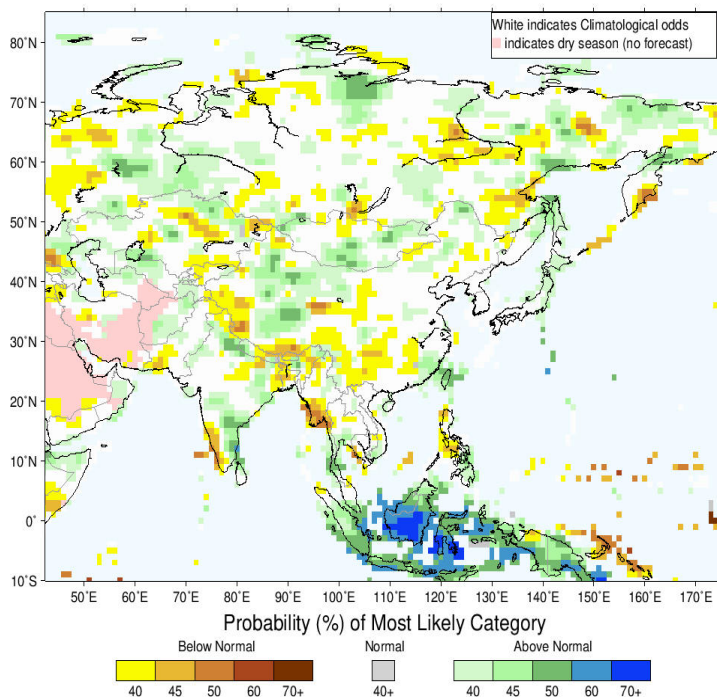 White indicates Climatological odds
indicates dry season (no forecast)
80˚N
70˚N
60˚N
50˚N
40˚N
30˚N
20˚N
10˚N
0˚
10˚S
50˚E 60˚E 70˚E 80˚E 90˚E 100˚E 110˚E 120˚E 130˚E 140˚E 150˚E 160˚E 170˚E
Probability (%) of Most Likely Category
Below Normal Normal Above Normal
40 45 50 60 70+ 40+ 40 45 50 60 70+